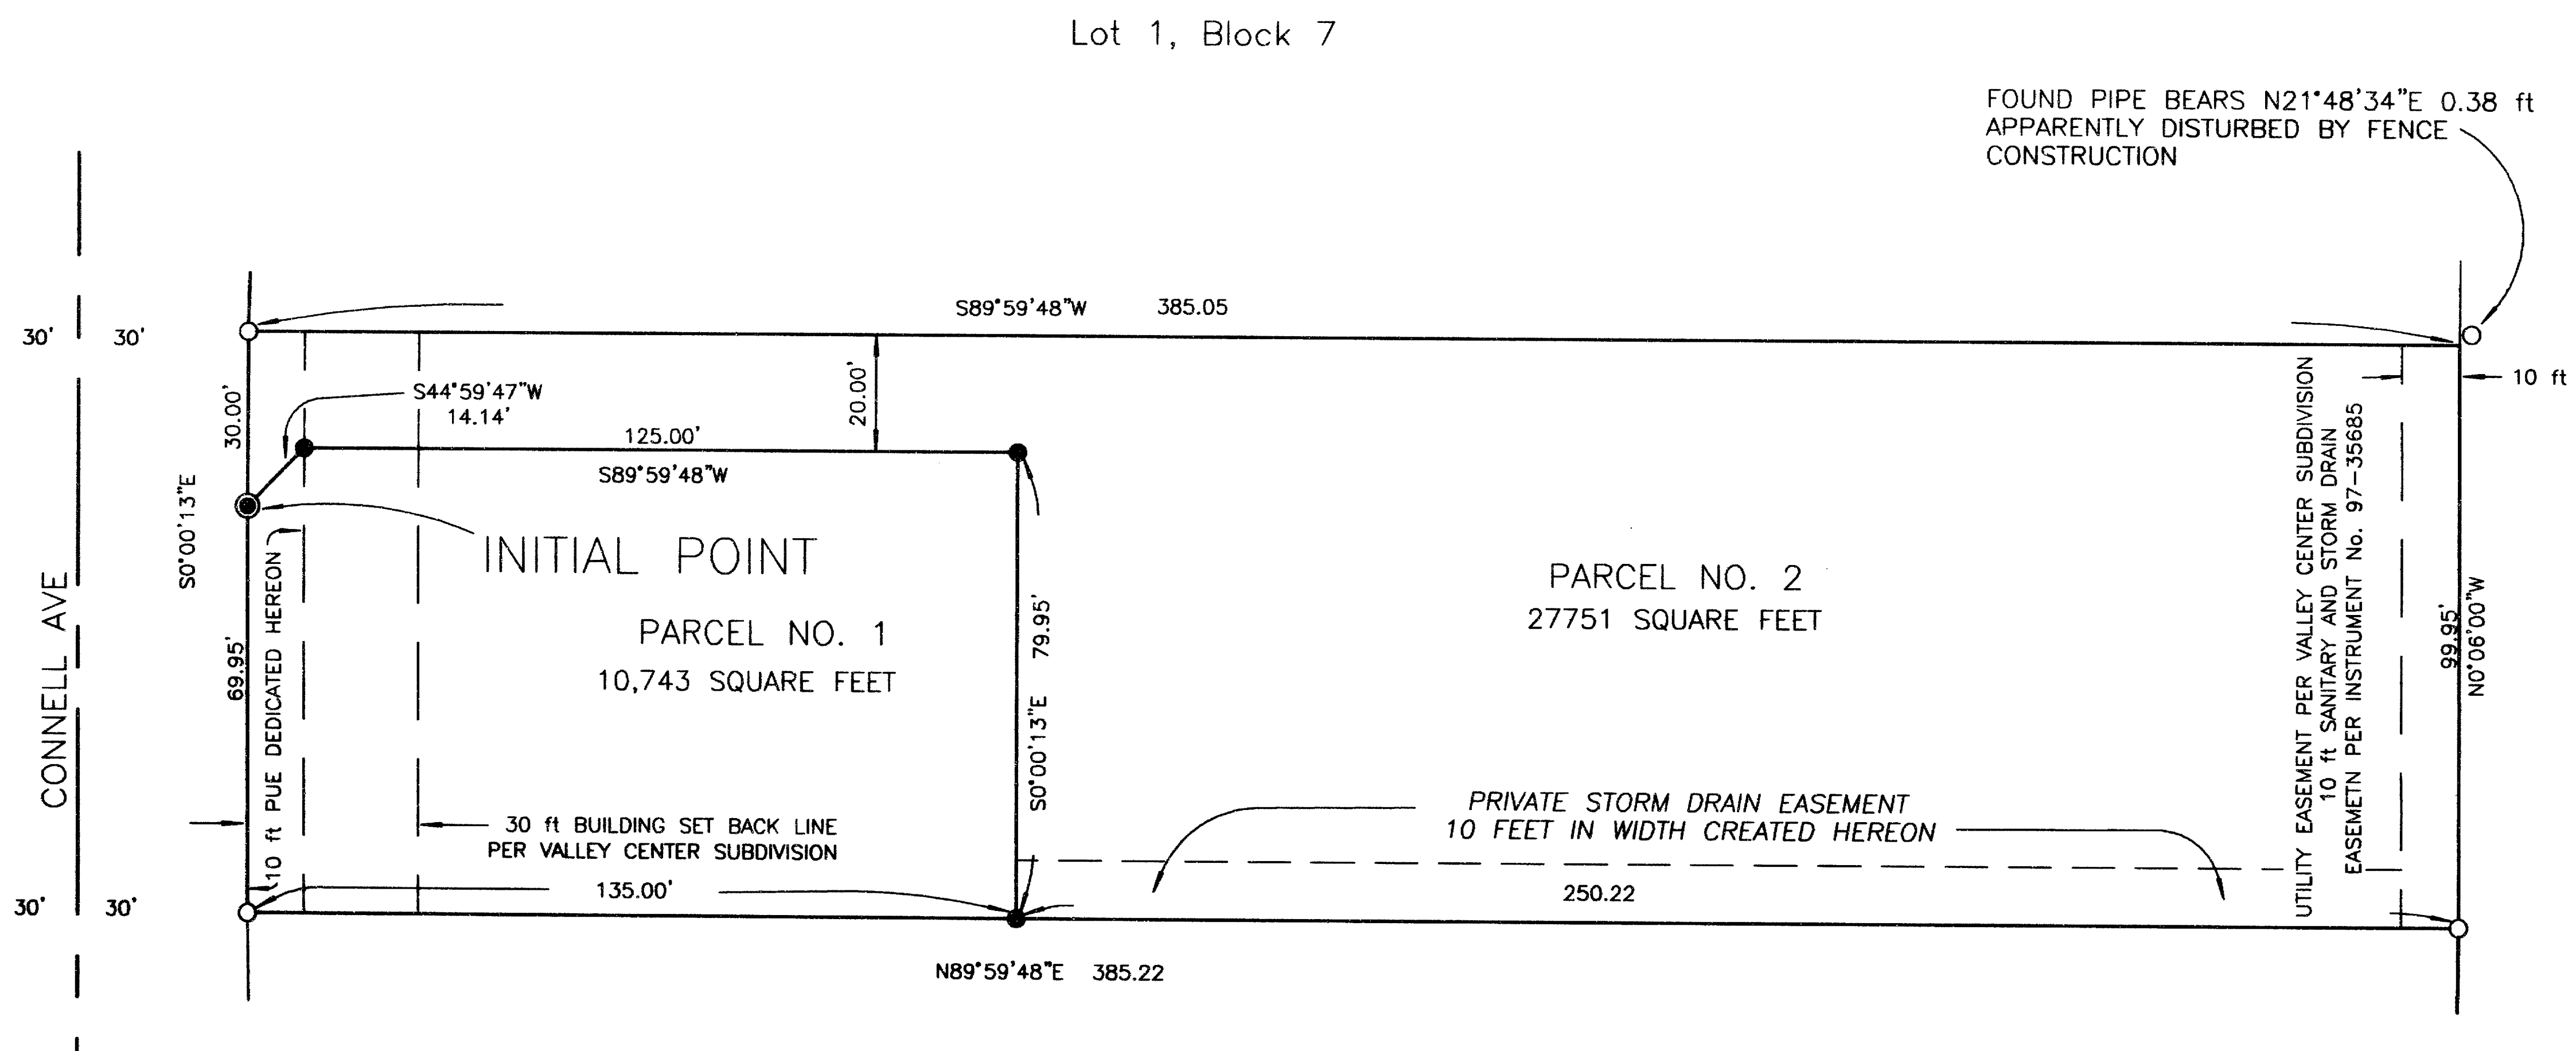 Lot 1, Block 7
FOUND PIPE BEARS N21°48'34"E 0.38 ft
APPARENTLY DISTURBED BY FENCE
CONSTRUCTION
S89°59'48"W 385.05
30' 30'
30.00'
S44°59'47"W
14.14'
20.00'
10 ft
125.00'
S89°59'48"W
S0°00'13"E
INITIAL POINT
PARCEL NO. 1
10,743 SQUARE FEET
PARCEL NO. 2
27751 SQUARE FEET
CONNELL AVE
69.95'
10 ft PUE DEDICATED HEREON
S0°00'13"E 79.95'
UTILITY EASEMENT PER VALLEY CENTER SUBDIVISION
10 ft SANITARY AND STORM DRAIN
EASEMETN PER INSTRUMENT No. 97-35685
99.95'
N0°06'00"W
30 ft BUILDING SET BACK LINE
PER VALLEY CENTER SUBDIVISION
PRIVATE STORM DRAIN EASEMENT
10 FEET IN WIDTH CREATED HEREON
30' 30'
135.00'
250.22
N89°59'48"E 385.22